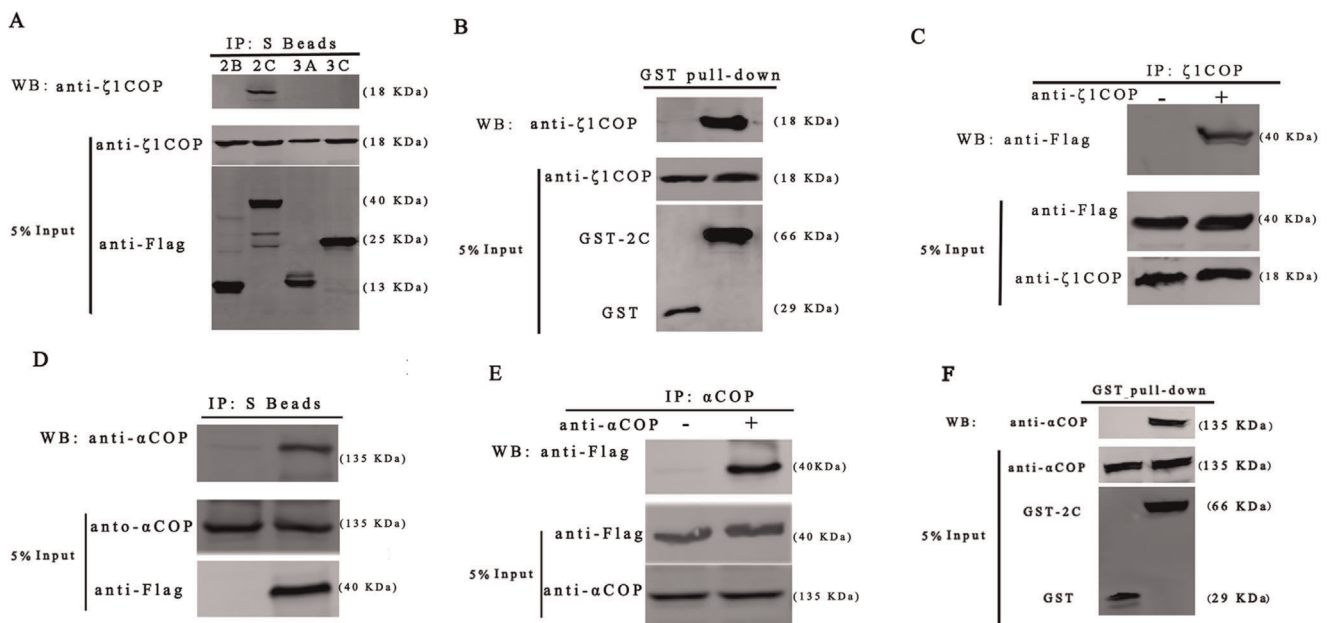 A
IP: S Beads
2B 2C 3A 3C
WB: anti-ζ1COP
(18 KDa)
anti-ζ1COP
(18 KDa)
(40 KDa)
5% Input
anti-Flag
(25 KDa)
(13 KDa)
B
GST pull-down
WB: anti-ζ1COP
(18 KDa)
anti-ζ1COP
(18 KDa)
5% Input
GST-2C
(66 KDa)
GST
(29 KDa)
C
IP: ζ1COP
anti-ζ1COP - +
WB: anti-Flag
(40 KDa)
anti-Flag
(40 KDa)
5% Input
anti-ζ1COP
(18 KDa)
D
IP: S Beads
WB: anti-αCOP
(135 KDa)
anto-αCOP
(135 KDa)
5% Input
anti-Flag
(40 KDa)
E
IP: αCOP
anti-αCOP - +
WB: anti-Flag
(40KDa)
anti-Flag
(40 KDa)
5% Input
anti-αCOP
(135 KDa)
F
GST_pull-down
WB: anti-αCOP
(135 KDa)
anti-αCOP
(135 KDa)
GST-2C
(66 KDa)
5% Input
GST
(29 KDa)